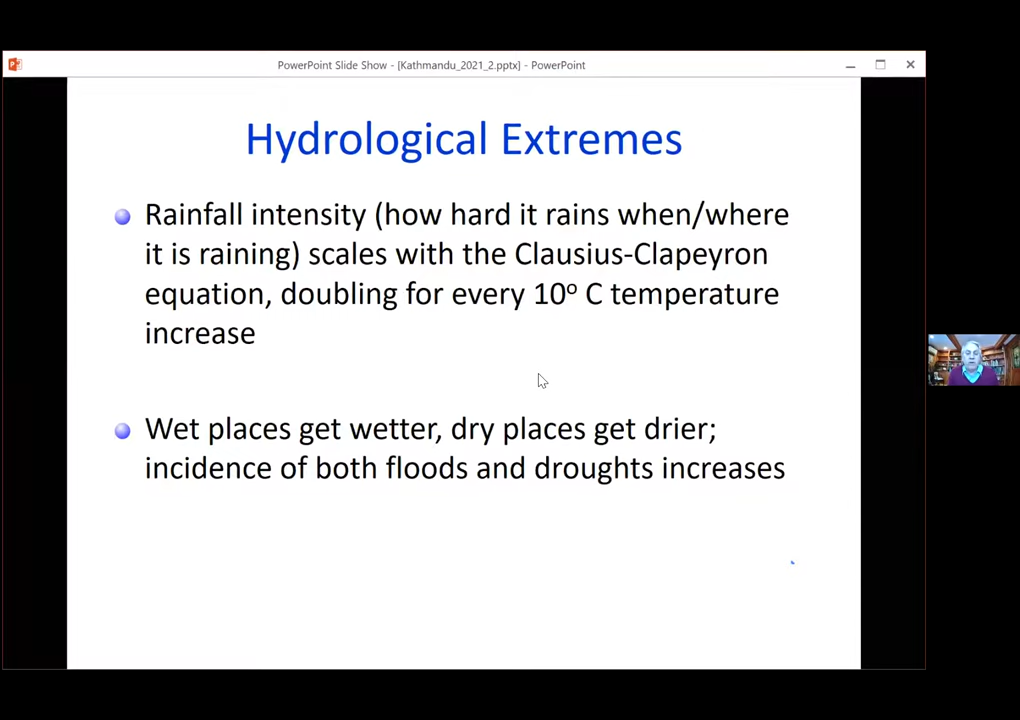 PowerPoint Slide Show - [Kathmandu_2021_2.pptx] - PowerPoint
Hydrological Extremes
Rainfall intensity (how hard it rains when/where
it is raining) scales with the Clausius-Clapeyron
equation, doubling for every 10° C temperature
increase
Wet places get wetter, dry places get drier;
incidence of both floods and droughts increases